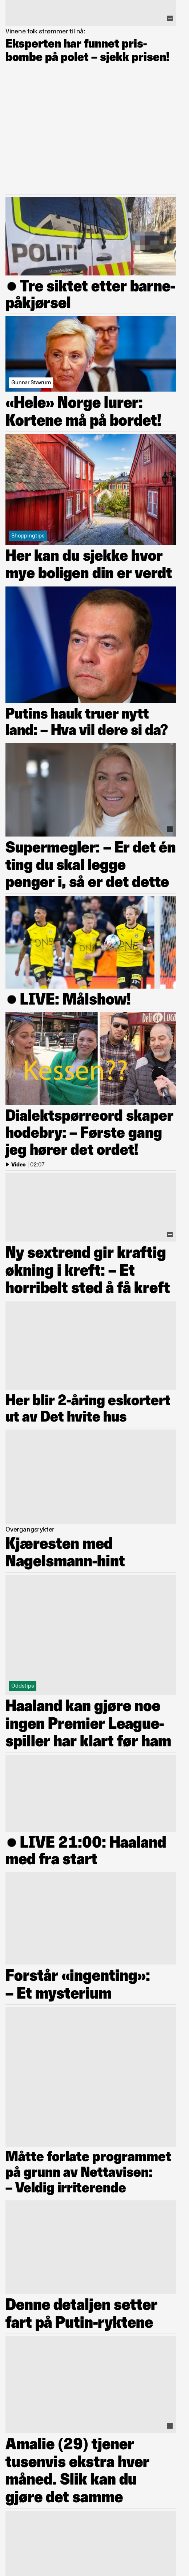 Vinene folk strømmer til nå:
Eksperten har funnet pris-
bombe på polet – sjekk prisen!
POLITI
● Tre siktet etter barne-
påkjørsel
Gunnar Stavrum
«Hele» Norge lurer:
Kortene må på bordet!
Shoppingtips
Her kan du sjekke hvor
mye boligen din er verdt
Putins hauk truer nytt
land: – Hva vil dere si da?
Supermegler: – Er det én
ting du skal legge
penger i, så er det dette
DNB
DNB
● LIVE: Målshow!
Kessen??
Dialektspørreord skaper
hodebry: – Første gang
jeg hører det ordet!
Video | 02:07
Ny sextrend gir kraftig
økning i kreft: – Et
horribelt sted å få kreft
Her blir 2-åring eskortert
ut av Det hvite hus
Overgangsrykter
Kjæresten med
Nagelsmann-hint
Oddstips
Haaland kan gjøre noe
ingen Premier League-
spiller har klart før ham
● LIVE 21:00: Haaland
med fra start
Forstår «ingenting»:
– Et mysterium
Måtte forlate programmet
på grunn av Nettavisen:
– Veldig irriterende
Denne detaljen setter
fart på Putin-ryktene
Amalie (29) tjener
tusenvis ekstra hver
måned. Slik kan du
gjøre det samme